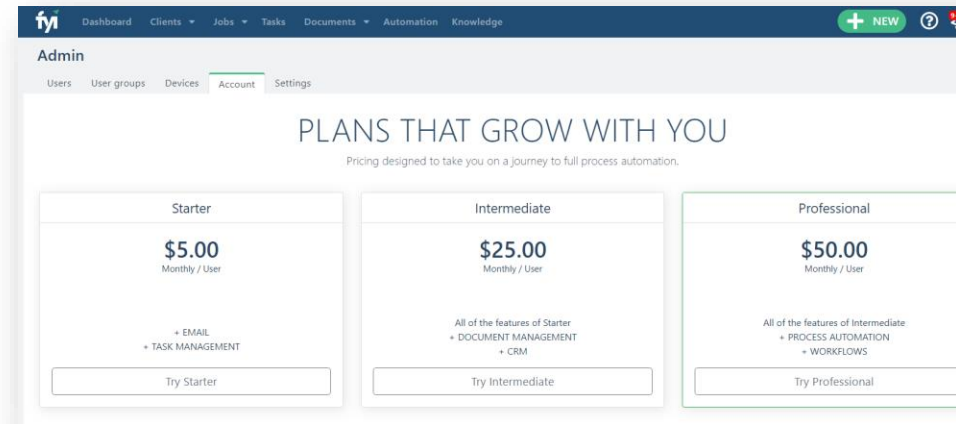 fyi Dashboard Clients Jobs Tasks Documents Automation Knowledge NEW
Admin
Users User groups Devices Account Settings
PLANS THAT GROW WITH YOU
Pricing designed to take you on a journey to full process automation.
Starter
$5.00
Monthly / User
+ EMAIL
+ TASK MANAGEMENT
Try Starter
Intermediate
$25.00
Monthly / User
All of the features of Starter
+ DOCUMENT MANAGEMENT
+ CRM
Try Intermediate
Professional
$50.00
Monthly / User
All of the features of Intermediate
+ PROCESS AUTOMATION
+ WORKFLOWS
Try Professional